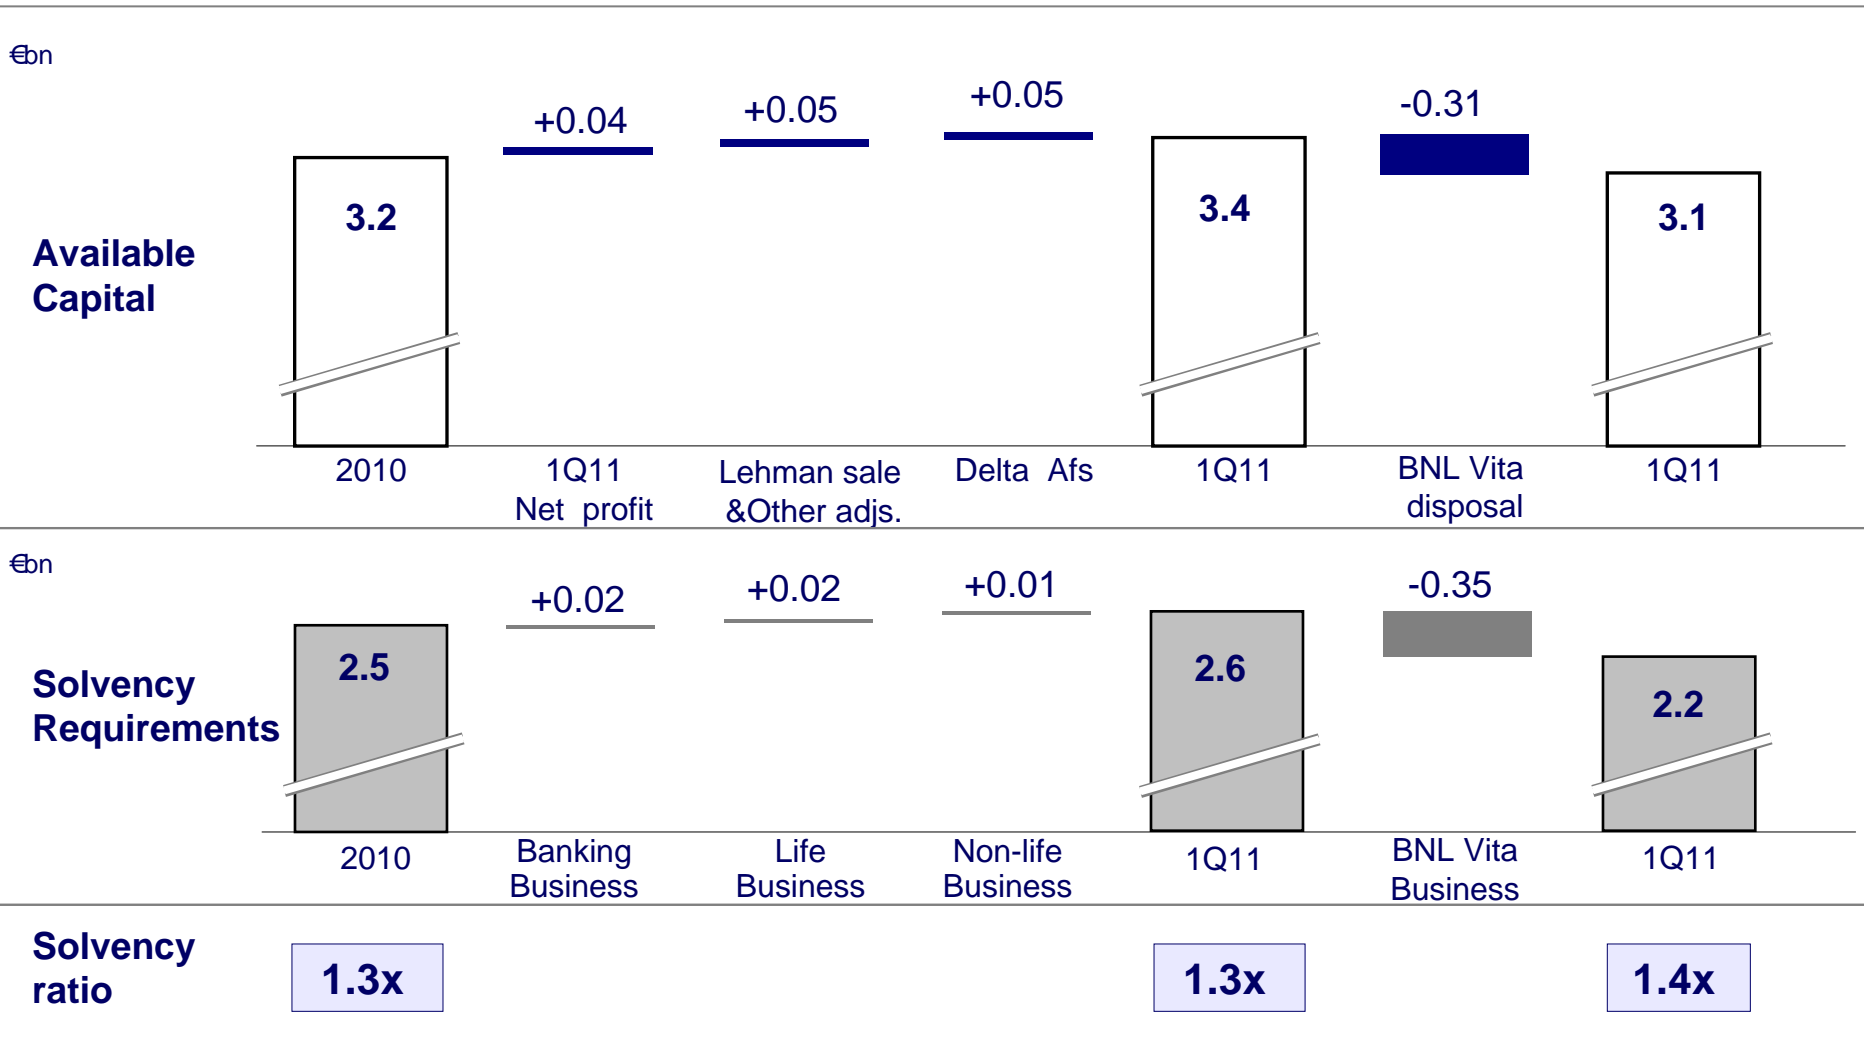 €bn
+0.04
+0.05
+0.05
-0.31
3.2
3.4
3.1
Available
Capital
2010
1Q11
Net profit
Lehman sale
&Other adjs.
Delta Afs
1Q11
BNL Vita
disposal
1Q11
€bn
+0.02
+0.02
+0.01
-0.35
2.5
2.6
2.2
Solvency
Requirements
2010
Banking
Business
Life
Business
Non-life
Business
1Q11
BNL Vita
Business
1Q11
Solvency
ratio
1.3x
1.3x
1.4x